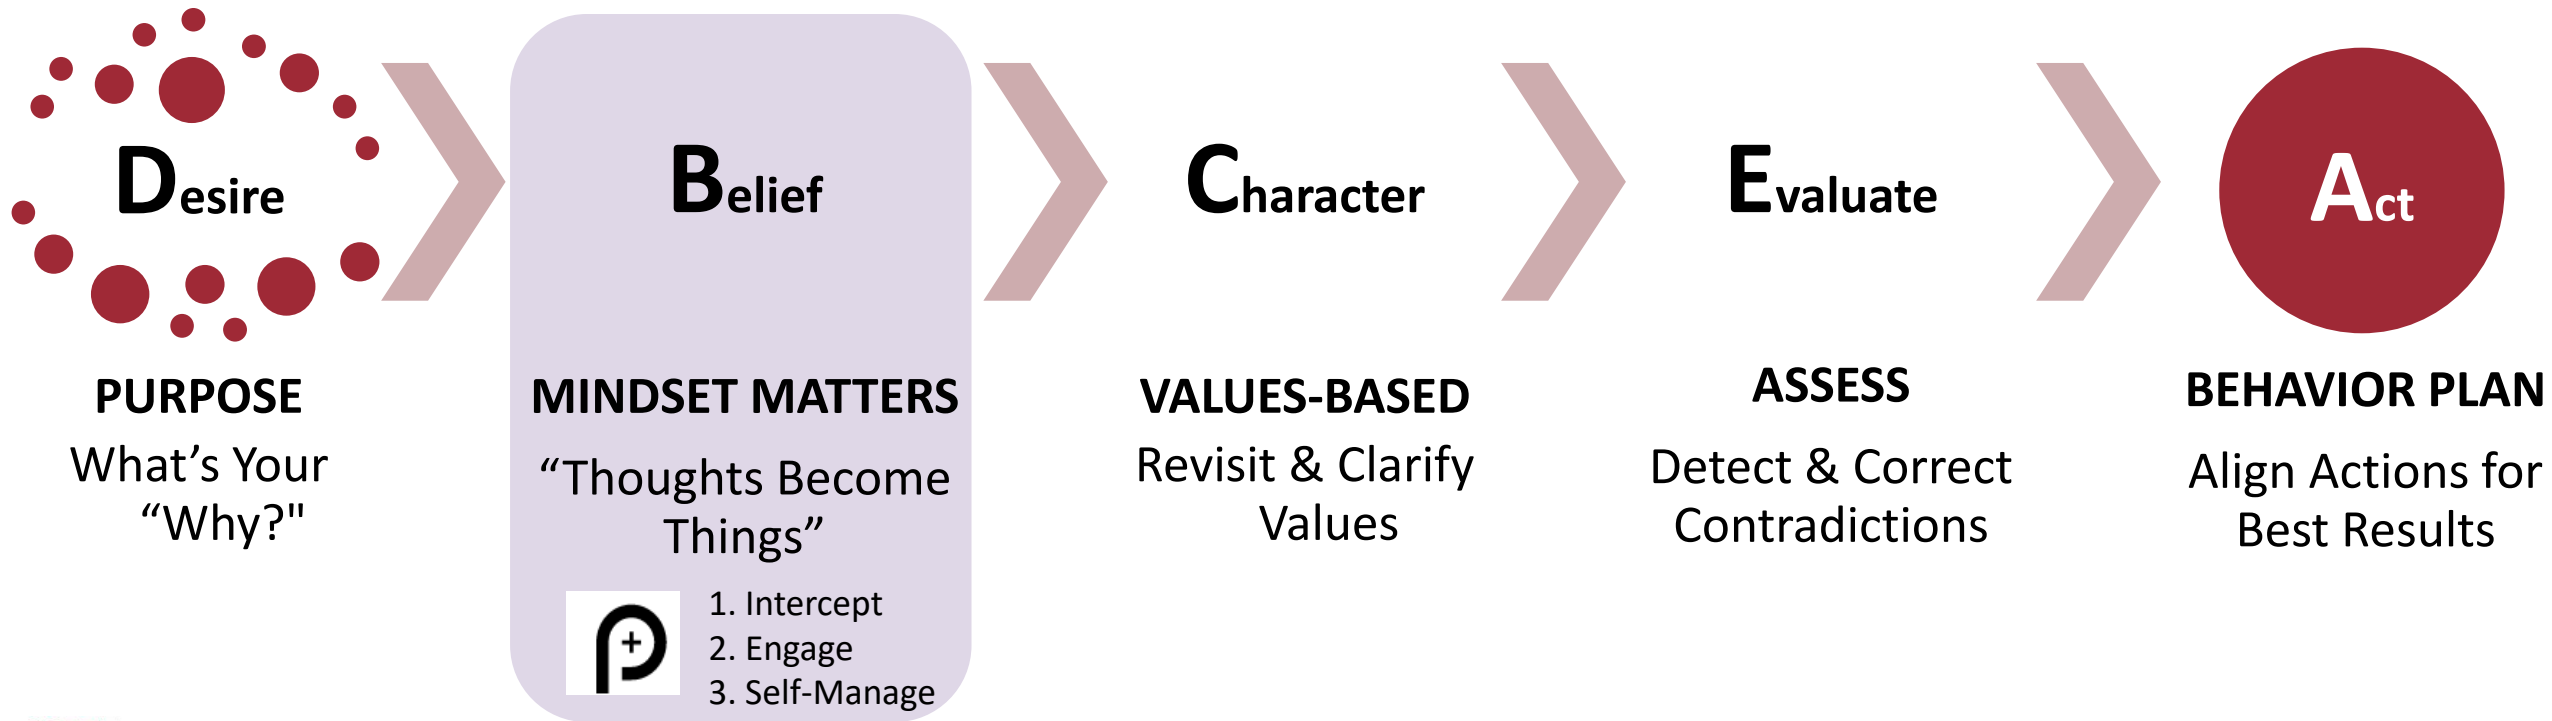 Desire
PURPOSE
What’s Your
“Why?"
Belief
MINDSET MATTERS
“Thoughts Become
Things”
1. Intercept
2. Engage
3. Self-Manage
Character
VALUES-BASED
Revisit & Clarify
Values
Evaluate
ASSESS
Detect & Correct
Contradictions
Act
BEHAVIOR PLAN
Align Actions for
Best Results